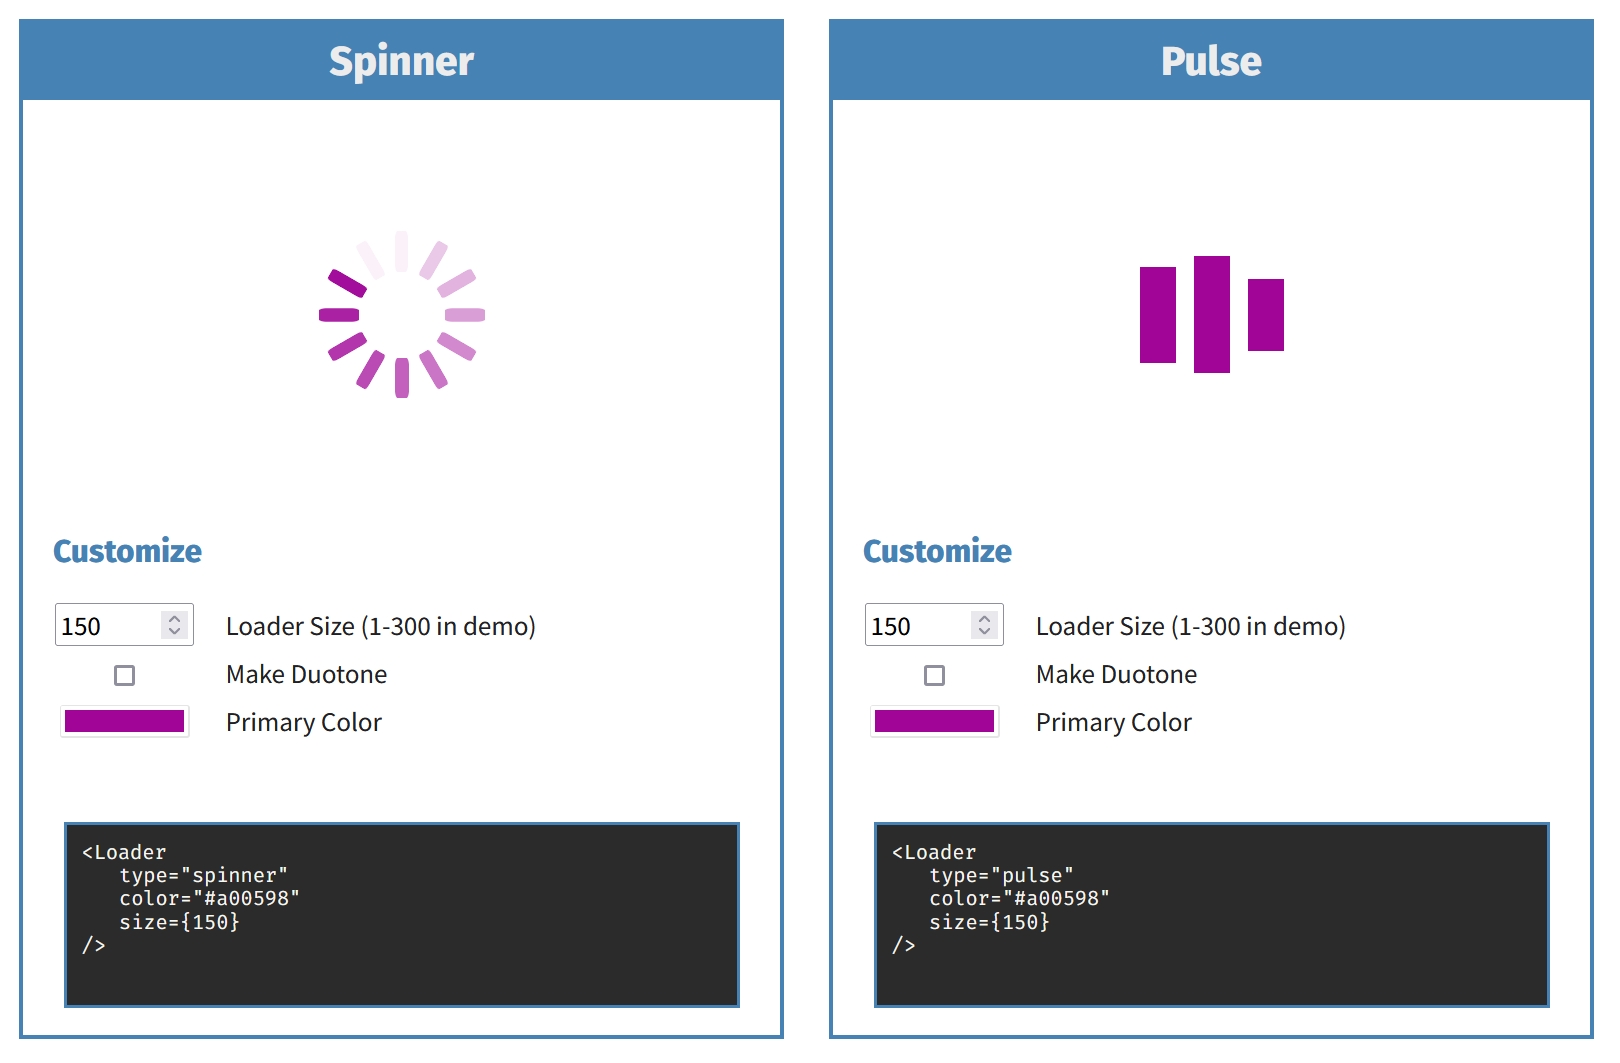 Spinner
Customize
150
Loader Size (1-300 in demo)
Make Duotone
Primary Color
<Loader
   type="spinner"
   color="#a00598"
   size={150}
/>
Pulse
Customize
150
Loader Size (1-300 in demo)
Make Duotone
Primary Color
<Loader
   type="pulse"
   color="#a00598"
   size={150}
/>